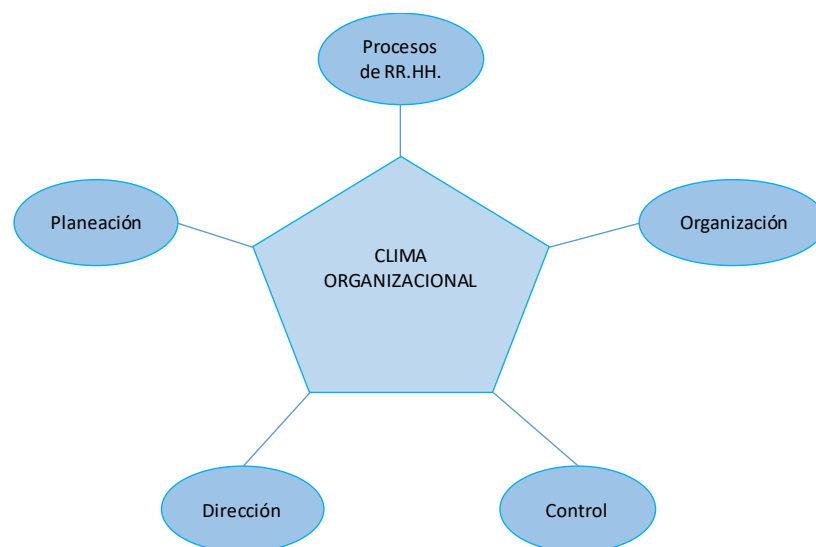 Procesos
de RR.HH.
Planeación
Organización
CLIMA
ORGANIZACIONAL
Dirección
Control